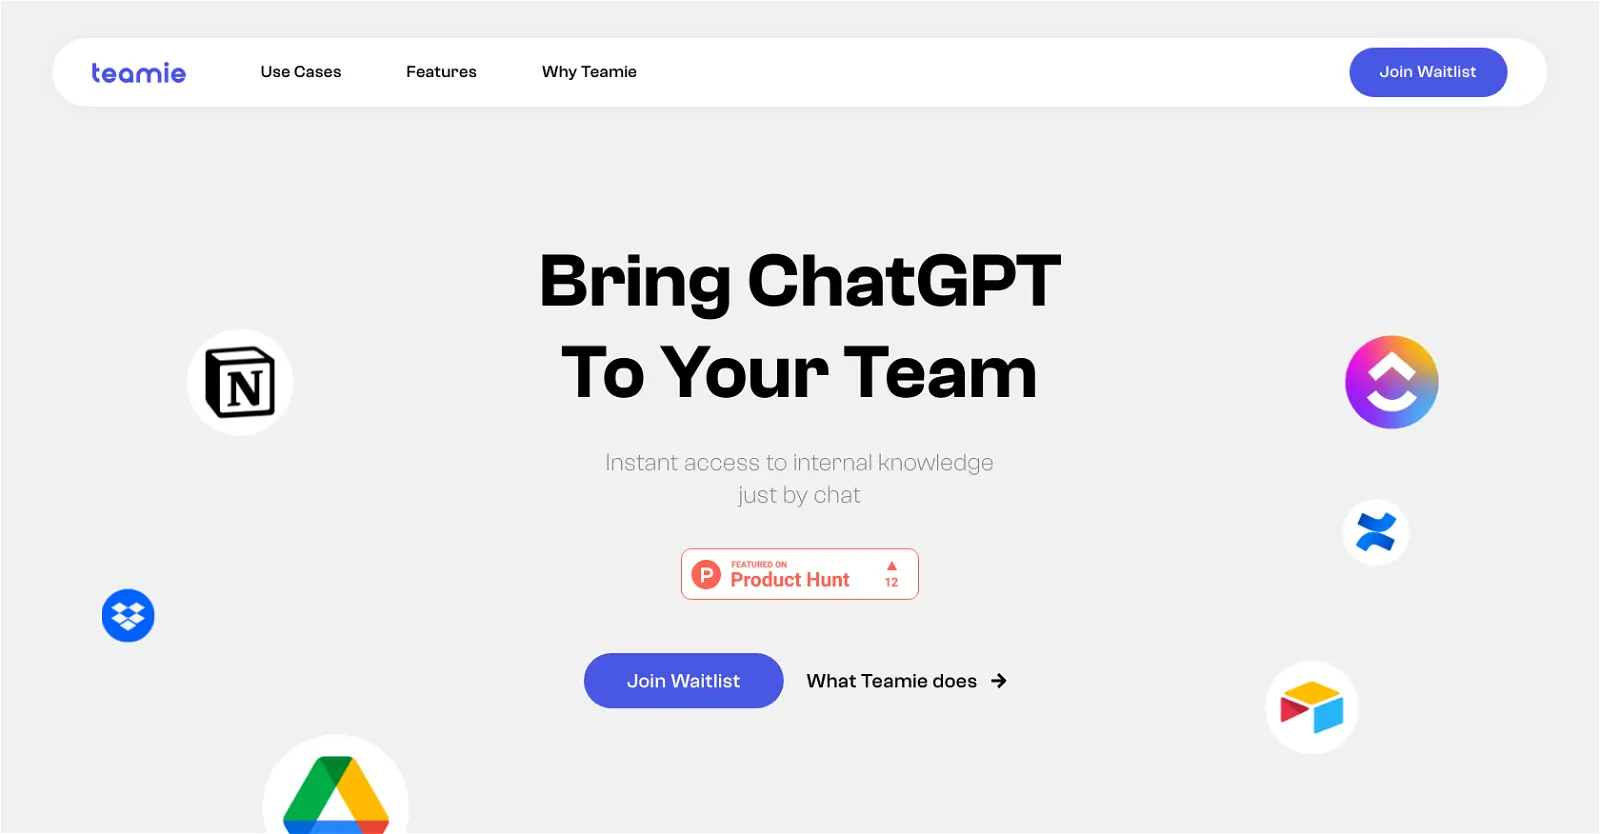 teamie
Use Cases
Features
Why Teamie
Join Waitlist
Bring ChatGPT
To Your Team
Instant access to internal knowledge
just by chat
P
FEATURED ON
Product Hunt
12
Join Waitlist
What Teamie does
N